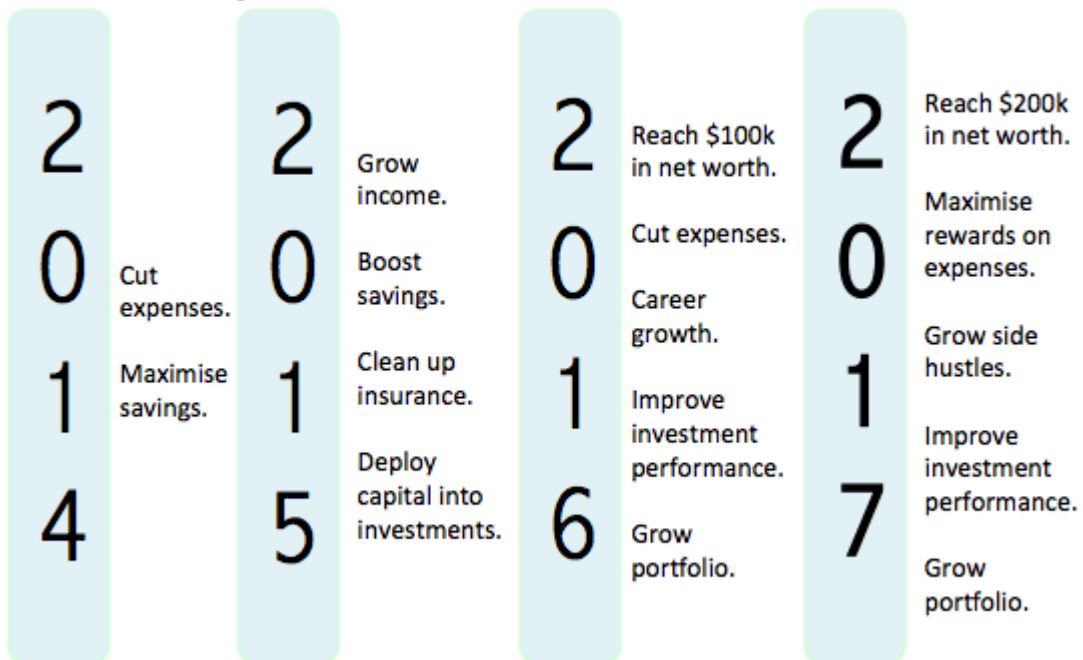 2
0
1
4
Cut
expenses.
Maximise
savings.
2
0
1
5
Grow
income.
Boost
savings.
Clean up
insurance.
Deploy
capital into
investments.
2
0
1
6
Reach $100k
in net worth.
Cut expenses.
Career
growth.
Improve
investment
performance.
Grow
portfolio.
2
0
1
7
Reach $200k
in net worth.
Maximise
rewards on
expenses.
Grow side
hustles.
Improve
investment
performance.
Grow
portfolio.